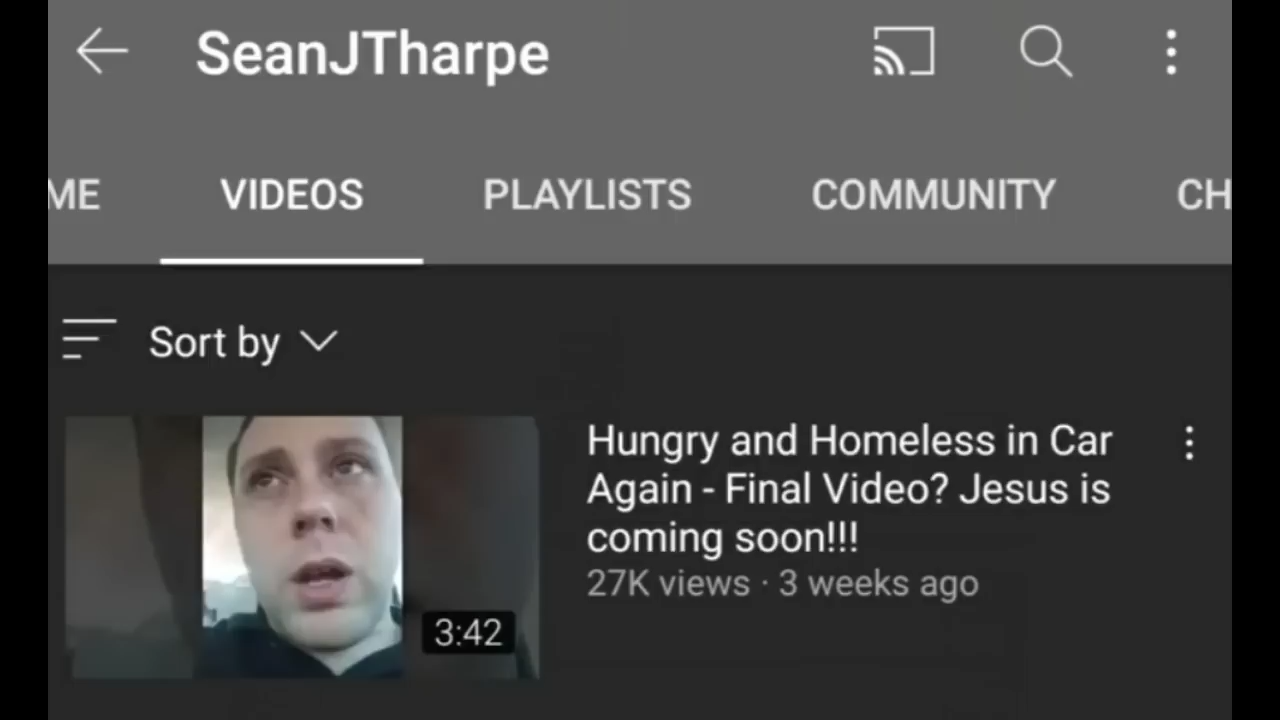 SeanJTharpe
ME VIDEOS PLAYLISTS COMMUNITY CH
Sort by
Hungry and Homeless in Car
Again - Final Video? Jesus is
coming soon!!!
27K views · 3 weeks ago
3:42